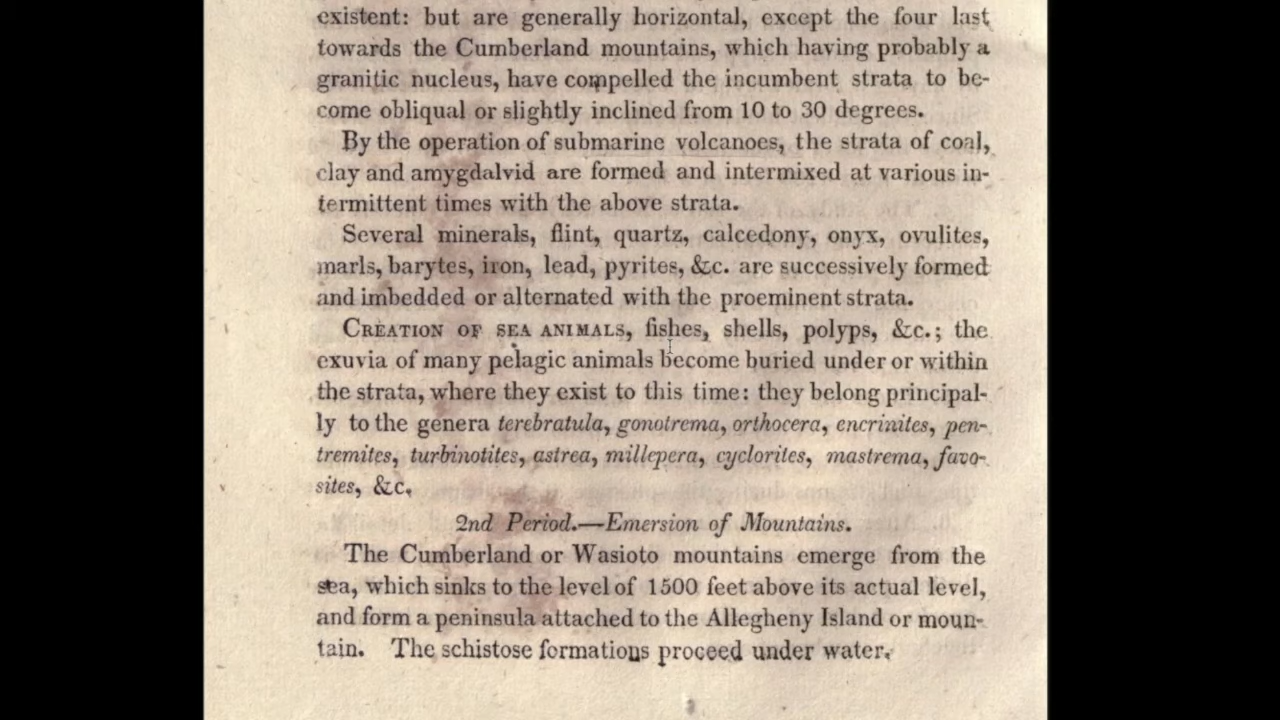 existent: but are generally horizontal, except the four last
towards the Cumberland mountains, which having probably a
granitic nucleus, have compelled the incumbent strata to be-
come obliqual or slightly inclined from 10 to 30 degrees.
By the operation of submarine volcanoes, the strata of coal,
clay and amygdalvid are formed and intermixed at various in-
termittent times with the above strata.
Several minerals, flint, quartz, calcedony, onyx, ovulites,
marls, barytes, iron, lead, pyrites, &c. are successively formed
and imbedded or alternated with the proeminent strata.
CREATION OF SEA ANIMALS, fishes, shells, polyps, &c.; the
exuvia of many pelagic animals become buried under or within
the strata, where they exist to this time: they belong principal-
ly to the genera terebratula, gonotrema, orthocera, encrinites, pen-
tremites, turbinotites, astrea, millepera, cyclorites, mastrema, favo-
sites, &c.
2nd Period.—Emersion of Mountains.
The Cumberland or Wasioto mountains emerge from the
sea, which sinks to the level of 1500 feet above its actual level,
and form a peninsula attached to the Allegheny Island or moun-
tain. The schistose formations proceed under water.